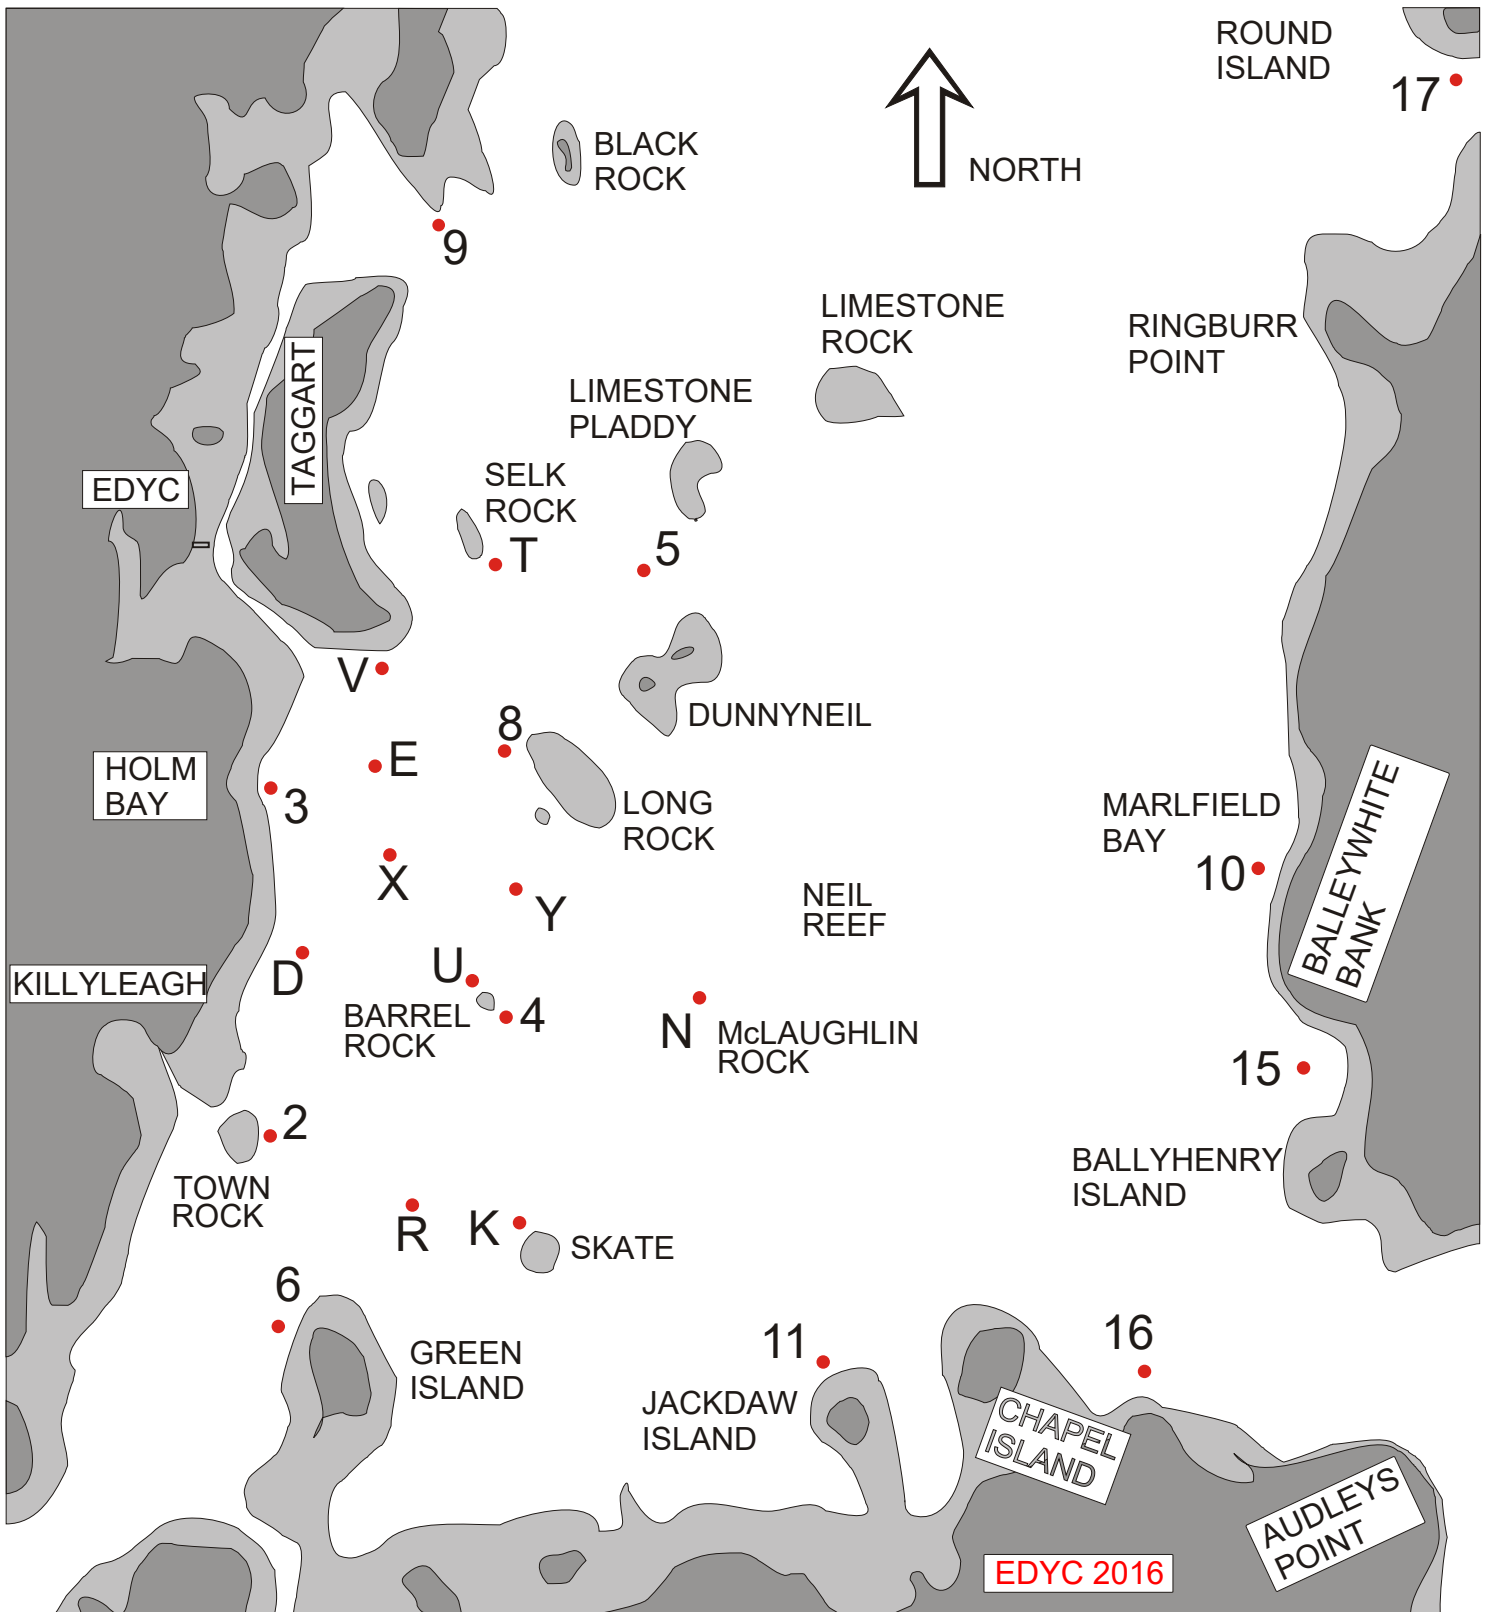 ROUND
ISLAND
17
BLACK
ROCK
NORTH
9
LIMESTONE
ROCK
RINGBURR
POINT
TAGGART
LIMESTONE
PLADDY
EDYC
SELK
ROCK
T
5
V
DUNNYNEIL
8
E
HOLM
BAY
3
LONG
ROCK
MARLFIELD
BAY
BALLEYWHITE
BANK
X
10
Y
NEIL
REEF
KILLYLEAGH
D
U
BARREL
ROCK
4
N
McLAUGHLIN
ROCK
15
2
TOWN
ROCK
BALLYHENRY
ISLAND
R
K
SKATE
6
GREEN
ISLAND
11
16
JACKDAW
ISLAND
CHAPEL
ISLAND
AUDLEYS
POINT
EDYC 2016